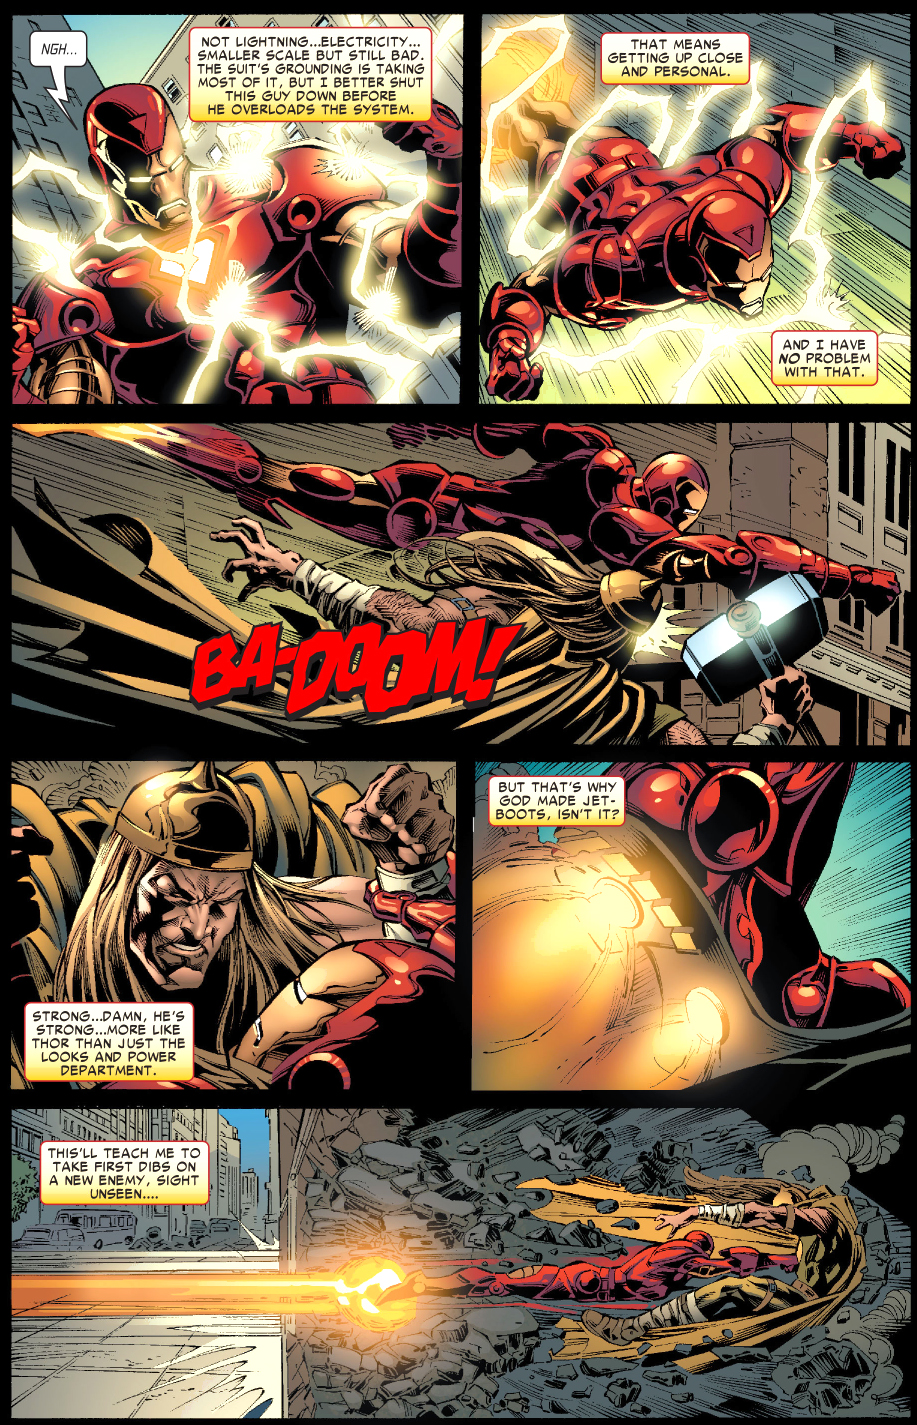 NGH...
NOT LIGHTNING...ELECTRICITY...
SMALLER SCALE BUT STILL BAD.
THE SUIT'S GROUNDING IS TAKING
MOST OF IT, BUT I BETTER SHUT
THIS GUY DOWN BEFORE
HE OVERLOADS THE SYSTEM.
THAT MEANS
GETTING UP CLOSE
AND PERSONAL.
AND I HAVE
NO PROBLEM
WITH THAT.
BA-DOOOM!
STRONG...DAMN, HE'S
STRONG...MORE LIKE
THOR THAN JUST THE
LOOKS AND POWER
DEPARTMENT.
BUT THAT'S WHY
GOD MADE JET-
BOOTS, ISN'T IT?
THIS'LL TEACH ME TO
TAKE FIRST DIBS ON
A NEW ENEMY, SIGHT
UNSEEN....